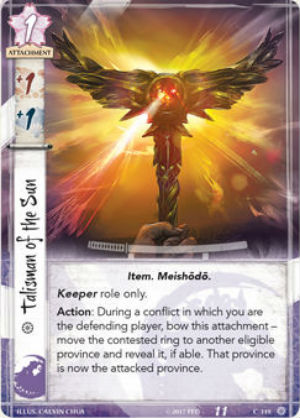 1
ATTACHMENT
+1
+1
Talisman of the Sun
Item. Meishōdō.
Keeper role only.
Action: During a conflict in which you are
the defending player, bow this attachment –
move the contested ring to another eligible
province and reveal it, if able. That province
is now the attacked province.
ILLUS. CALVIN CHUA
©2017 FFG
11